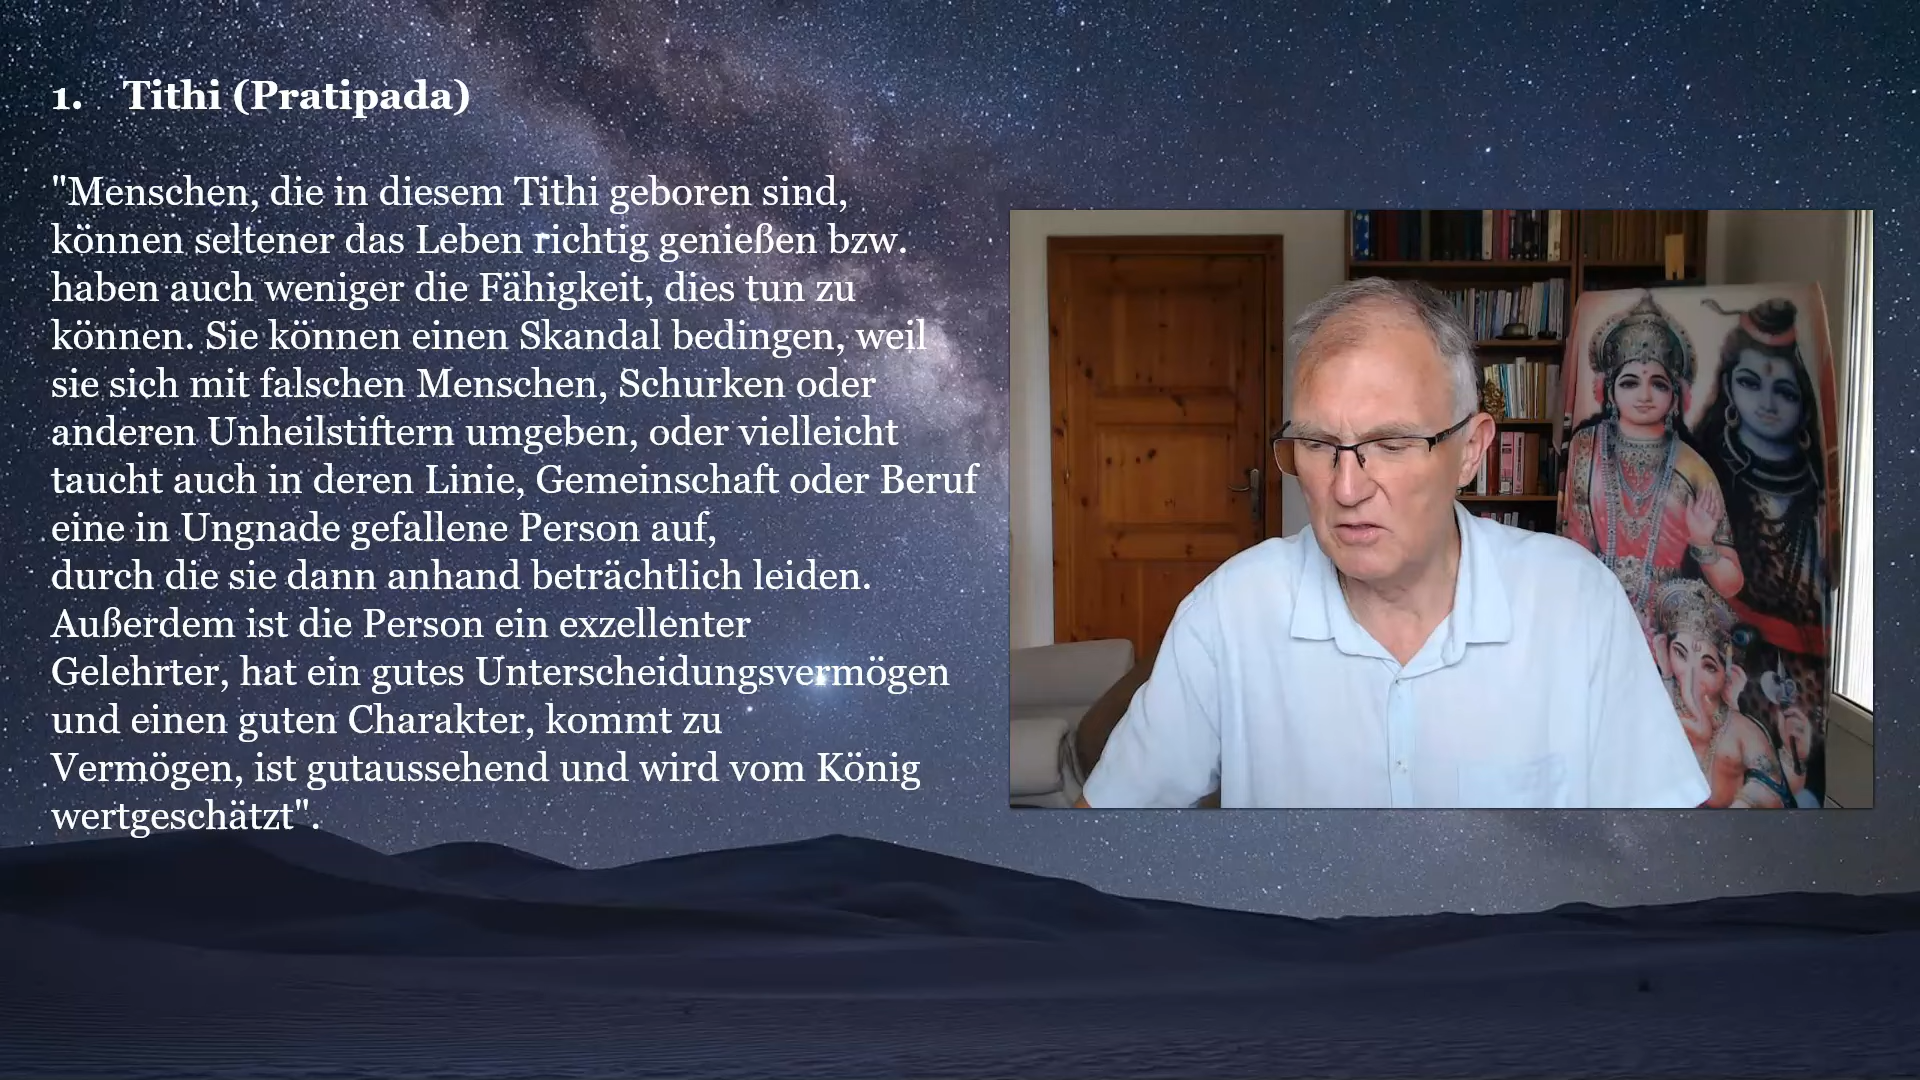 1. Tithi (Pratipada)
"Menschen, die in diesem Tithi geboren sind,
können seltener das Leben richtig genießen bzw.
haben auch weniger die Fähigkeit, dies tun zu
können. Sie können einen Skandal bedingen, weil
sie sich mit falschen Menschen, Schurken oder
anderen Unheilstiftern umgeben, oder vielleicht
taucht auch in deren Linie, Gemeinschaft oder Beruf
eine in Ungnade gefallene Person auf,
durch die sie dann anhand beträchtlich leiden.
Außerdem ist die Person ein exzellenter
Gelehrter, hat ein gutes Unterscheidungsvermögen
und einen guten Charakter, kommt zu
Vermögen, ist gutaussehend und wird vom König
wertgeschätzt".